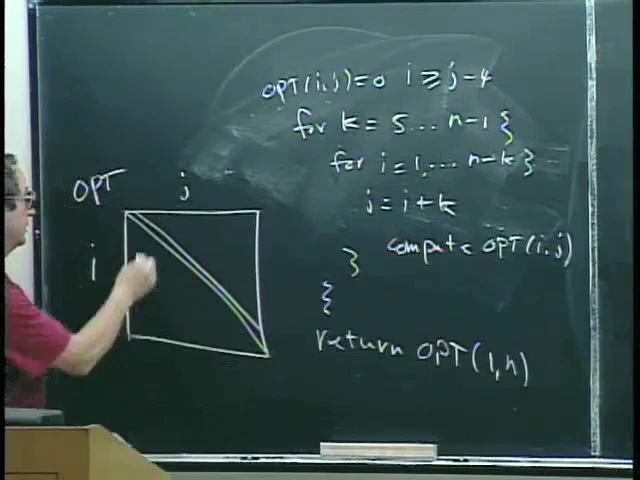 OPT(i,j)=0 i ≥ j-4
for k = 5 ... n-1 {
for i = 1, ... n-k }
j = i + k
compute OPT(i,j)
}
{
return OPT(1,n)
OPT j
i